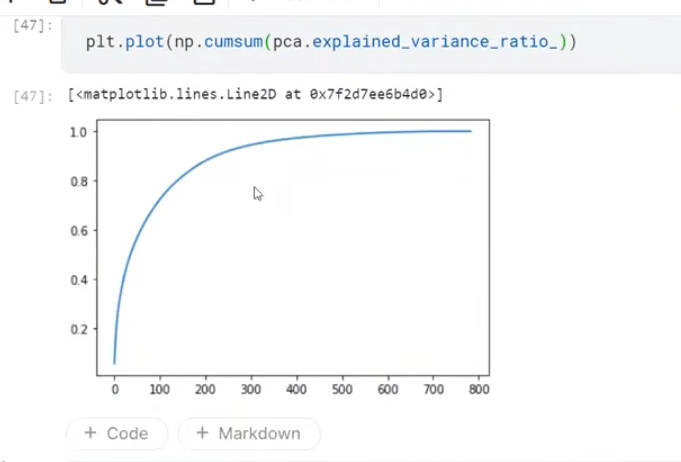 [47]:
plt.plot(np.cumsum(pca.explained_variance_ratio_))
[47]: [<matplotlib.lines.Line2D at 0x7f2d7ee6b4d0>]
1.0
0.8
0.6
0.4
0.2
0 100 200 300 400 500 600 700 800
+ Code + Markdown